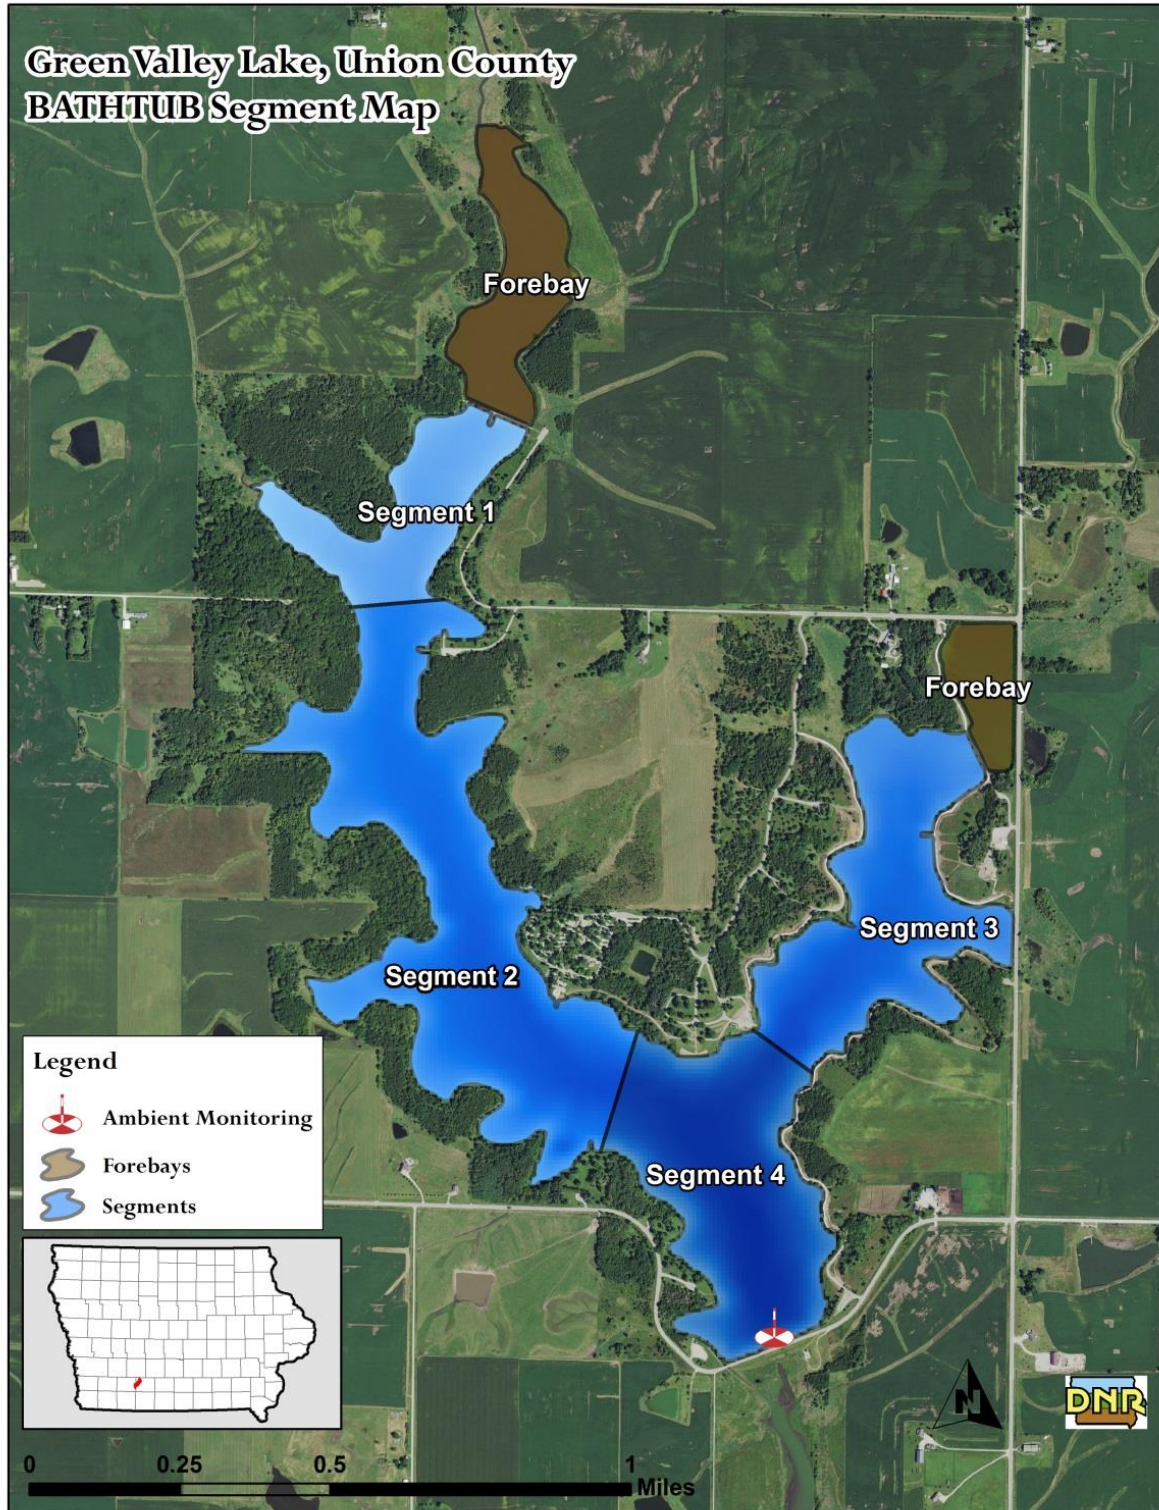 Green Valley Lake, Union County
BATHTUB Segment Map
Forebay
Segment 1
Forebay
Segment 3
Segment 2
Segment 4
Legend
Ambient Monitoring
Forebays
Segments
N
DNR
0 0.25 0.5 1
Miles